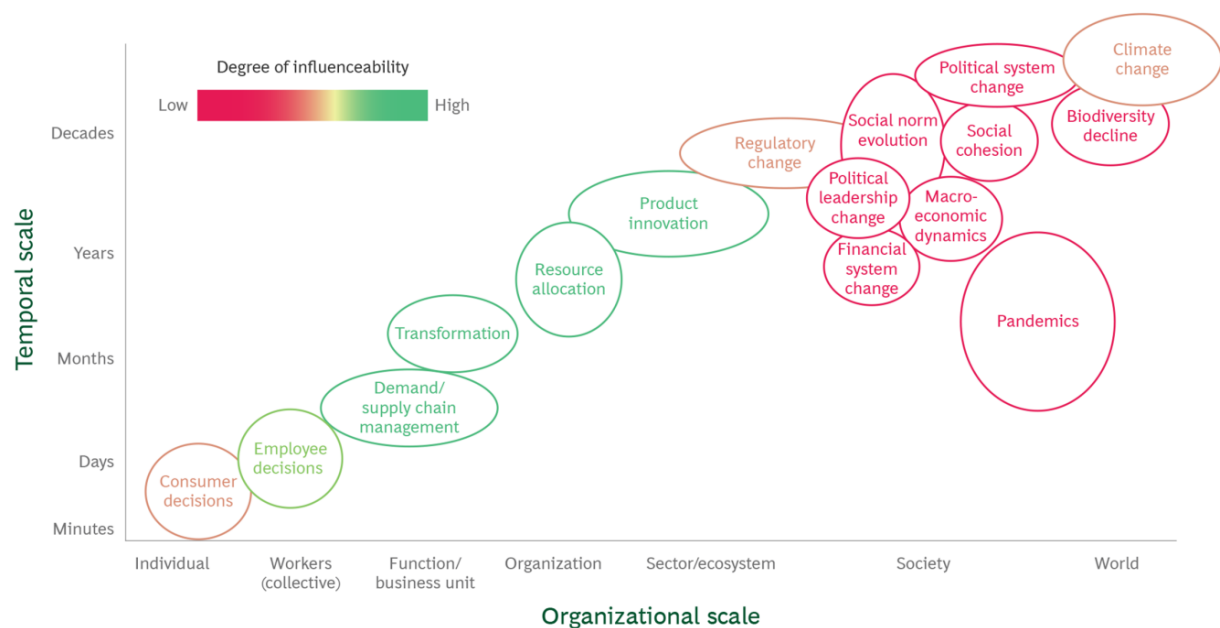 Degree of influenceability
Low
High
Temporal scale
Decades
Years
Months
Days
Minutes
Climate
change
Political system
change
Biodiversity
decline
Social norm
evolution
Social
cohesion
Regulatory
change
Political
leadership
change
Macro-
economic
dynamics
Product
innovation
Financial
system
change
Resource
allocation
Pandemics
Transformation
Demand/
supply chain
management
Employee
decisions
Consumer
decisions
Individual
Workers
(collective)
Function/
business unit
Organization
Sector/ecosystem
Society
World
Organizational scale